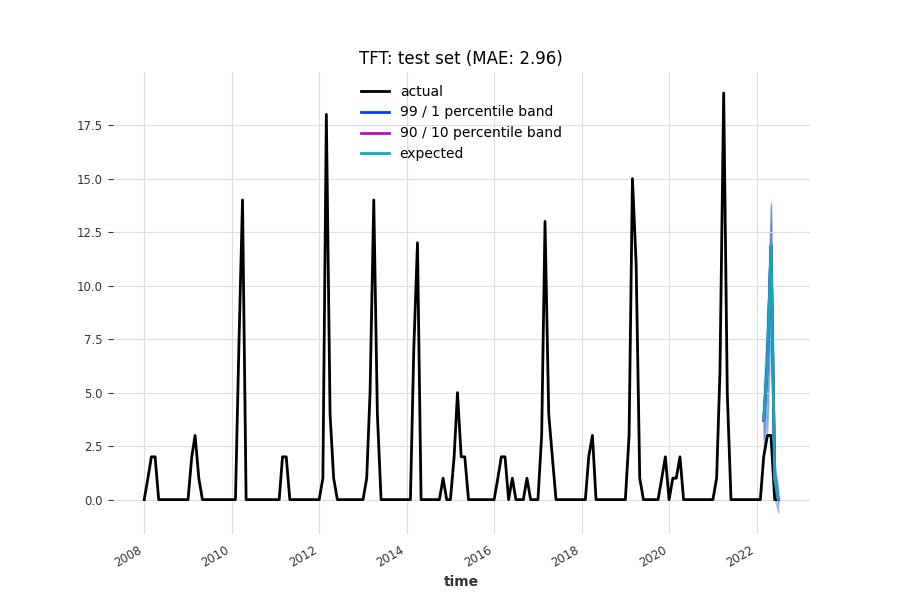 TFT: test set (MAE: 2.96)
actual
99 / 1 percentile band
90 / 10 percentile band
expected
17.5
15.0
12.5
10.0
7.5
5.0
2.5
0.0
2008
2010
2012
2014
2016
2018
2020
2022
time